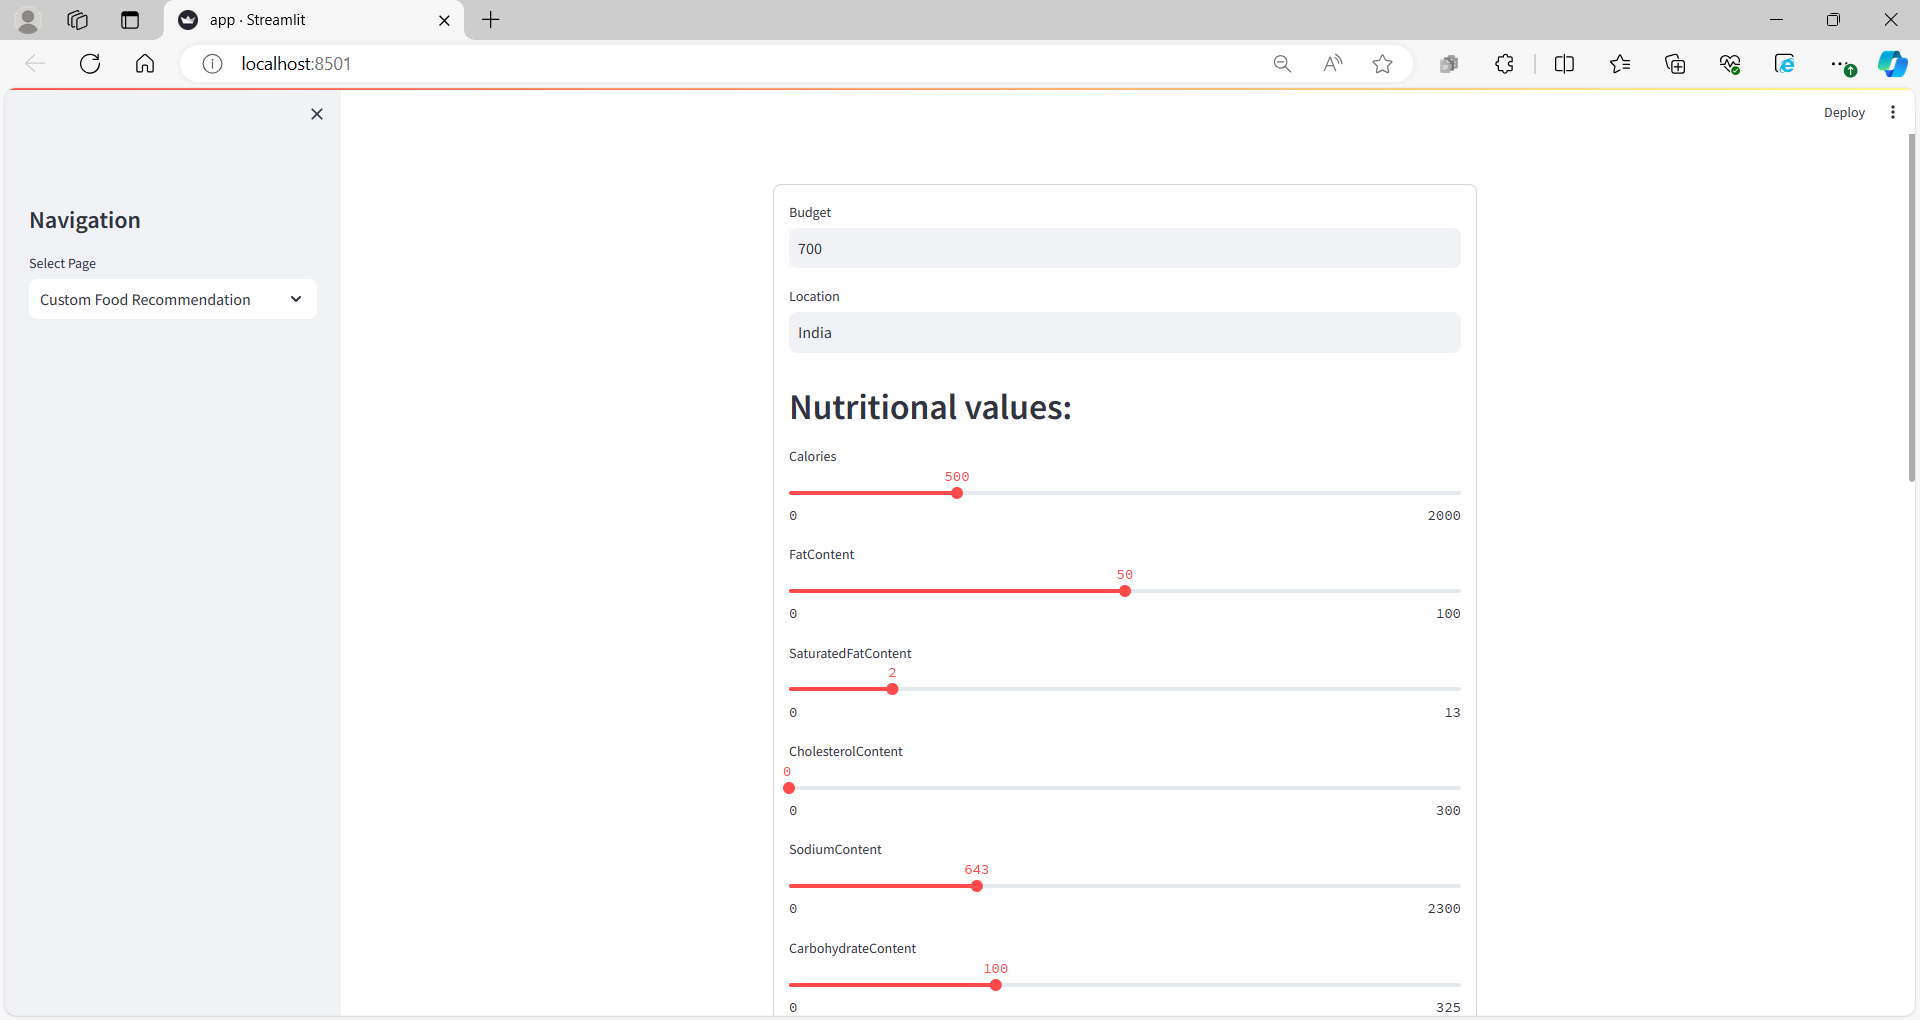 app · Streamlit
localhost:8501
Deploy
Navigation
Select Page
Custom Food Recommendation
Budget
700
Location
India
Nutritional values:
Calories
500
0 2000
FatContent
50
0 100
SaturatedFatContent
2
0 13
CholesterolContent
0
0 300
SodiumContent
643
0 2300
CarbohydrateContent
100
0 325